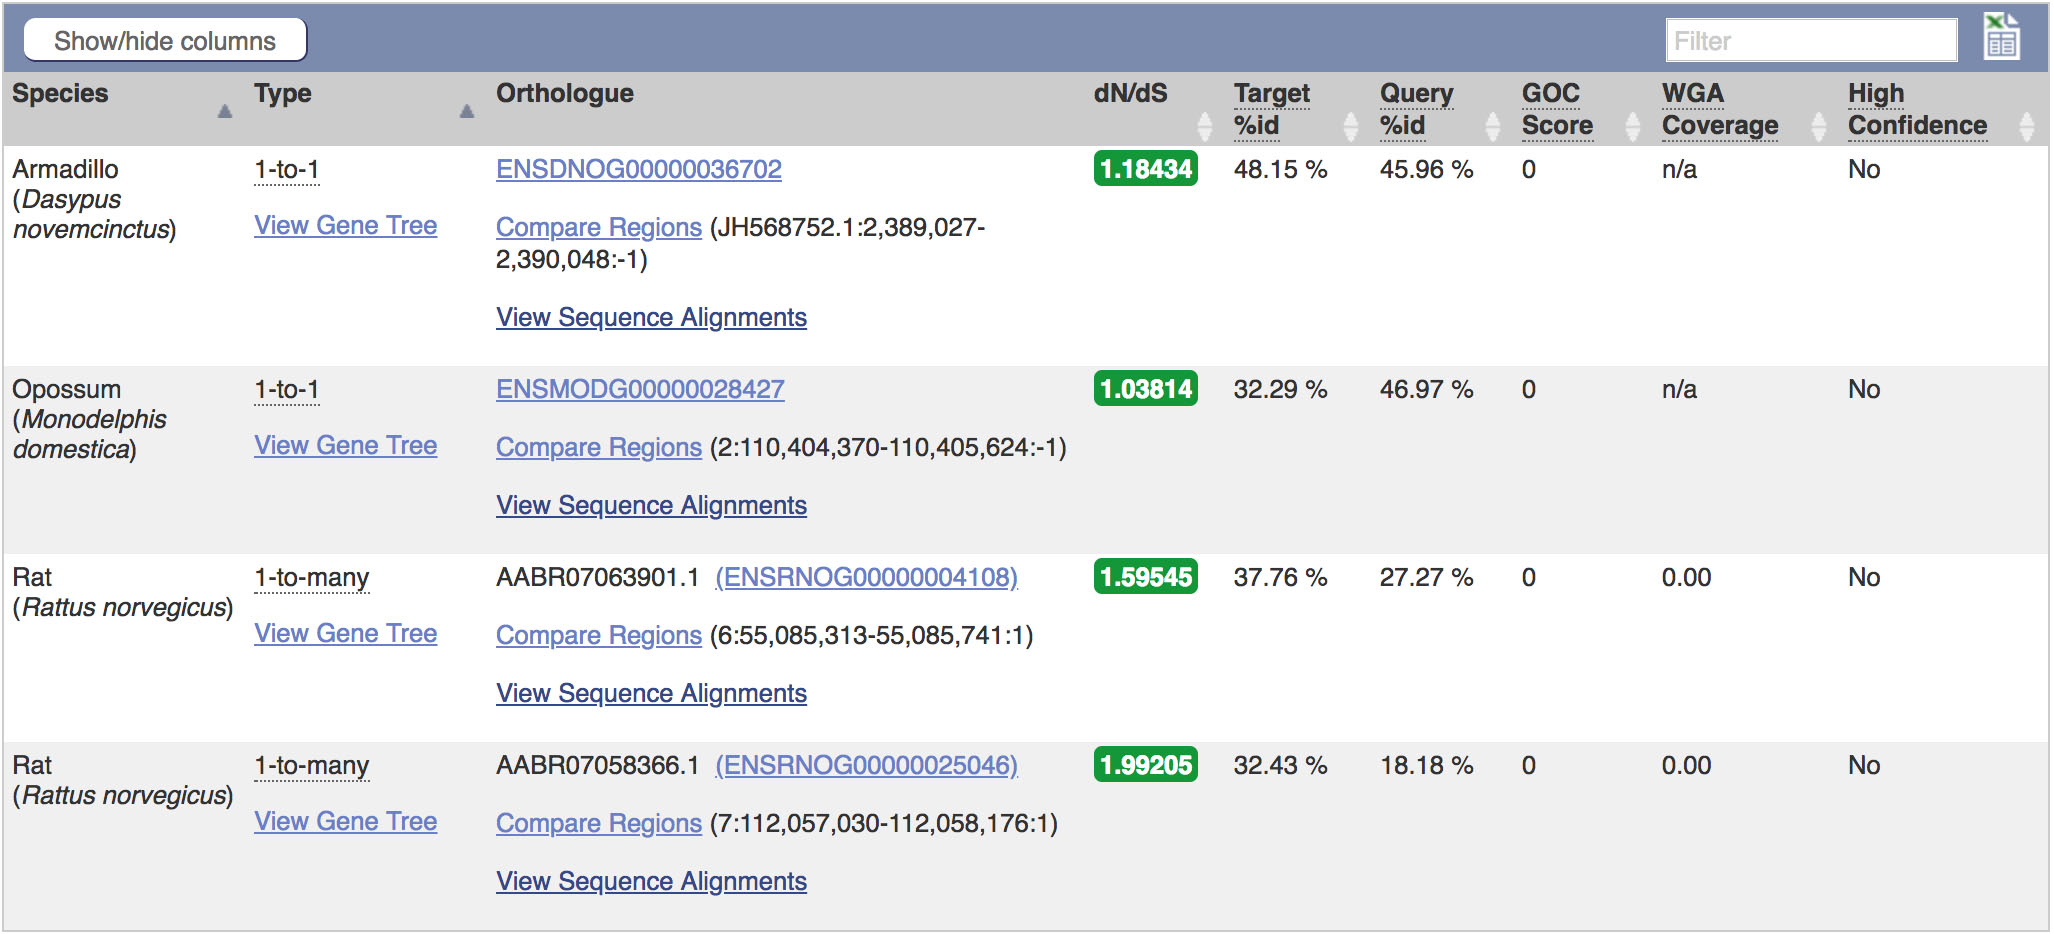 Show/hide columns
Filter
Species Type Orthologue dN/dS Target %id Query %id GOC Score WGA Coverage High Confidence
Armadillo (Dasypus novemcinctus)
1-to-1
View Gene Tree
ENSDNOG00000036702
Compare Regions (JH568752.1:2,389,027-
2,390,048:-1)
View Sequence Alignments
1.18434 48.15 % 45.96 % 0 n/a No
Opossum (Monodelphis domestica)
1-to-1
View Gene Tree
ENSMODG00000028427
Compare Regions (2:110,404,370-110,405,624:-1)
View Sequence Alignments
1.03814 32.29 % 46.97 % 0 n/a No
Rat
(Rattus norvegicus)
1-to-many
View Gene Tree
AABR07063901.1 (ENSRNOG00000004108)
Compare Regions (6:55,085,313-55,085,741:1)
View Sequence Alignments
1.59545 37.76 % 27.27 % 0 0.00 No
Rat
(Rattus norvegicus)
1-to-many
View Gene Tree
AABR07058366.1 (ENSRNOG00000025046)
Compare Regions (7:112,057,030-112,058,176:1)
View Sequence Alignments
1.99205 32.43 % 18.18 % 0 0.00 No